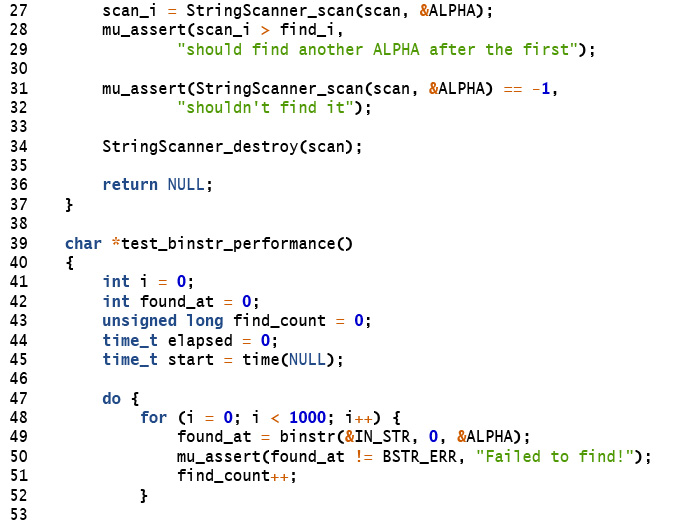 27 scan_i = StringScanner_scan(scan, &ALPHA);
28 mu_assert(scan_i > find_i,
29 "should find another ALPHA after the first");
30
31 mu_assert(StringScanner_scan(scan, &ALPHA) == -1,
32 "shouldn't find it");
33
34 StringScanner_destroy(scan);
35
36 return NULL;
37 }
38
39 char *test_binstr_performance()
40 {
41 int i = 0;
42 int found_at = 0;
43 unsigned long find_count = 0;
44 time_t elapsed = 0;
45 time_t start = time(NULL);
46
47 do {
48 for (i = 0; i < 1000; i++) {
49 found_at = binstr(&IN_STR, 0, &ALPHA);
50 mu_assert(found_at != BSTR_ERR, "Failed to find!");
51 find_count++;
52 }
53